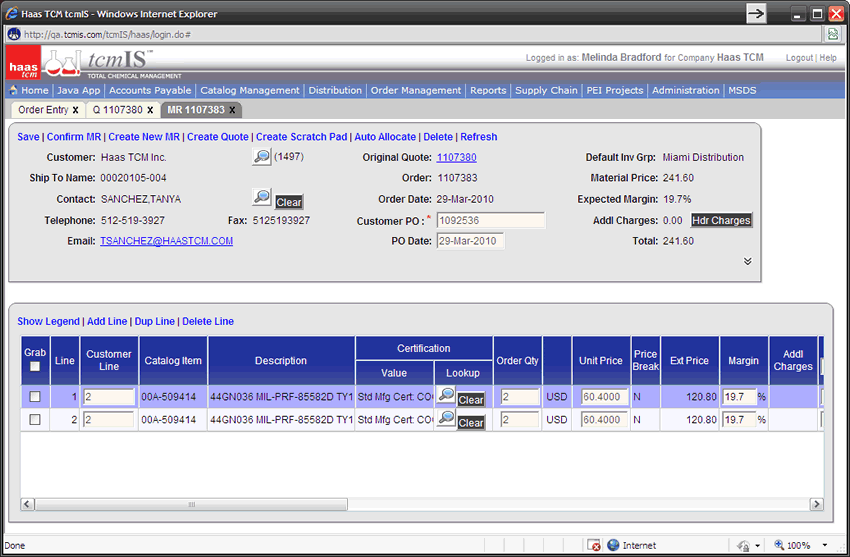 Haas TCM tcmIS - Windows Internet Explorer
http://qa.tcmis.com/tcmIS/haas/login.do#
haas tcm tcmIS™ TOTAL CHEMICAL MANAGEMENT
Logged in as: Melinda Bradford for Company Haas TCM Logout | Help
Home | Java App | Accounts Payable | Catalog Management | Distribution | Order Management | Reports | Supply Chain | PEI Projects | Administration | MSDS
Order Entry x Q 1107380 x MR 1107383 x
Save | Confirm MR | Create New MR | Create Quote | Create Scratch Pad | Auto Allocate | Delete | Refresh
Customer: Haas TCM Inc. (1497) Original Quote: 1107380 Default Inv Grp: Miami Distribution
Ship To Name: 00020105-004 Order: 1107383 Material Price: 241.60
Contact: SANCHEZ,TANYA Clear Order Date: 29-Mar-2010 Expected Margin: 19.7%
Telephone: 512-519-3927 Fax: 5125193927 Customer PO :* 1092536 Addl Charges: 0.00 Hdr Charges
Email: TSANCHEZ@HAASTCM.COM PO Date: 29-Mar-2010 Total: 241.60
Show Legend | Add Line | Dup Line | Delete Line
Grab Line Customer Line Catalog Item Description Certification Value Lookup Order Qty Unit Price Price Break Ext Price Margin Addl Charges
1 2 00A-509414 44GN036 MIL-PRF-85582D TY1 Std Mfg Cert: CO Clear 2 USD 60.4000 N 120.80 19.7 %
2 2 00A-509414 44GN036 MIL-PRF-85582D TY1 Std Mfg Cert: CO Clear 2 USD 60.4000 N 120.80 19.7 %
Done Internet 100%